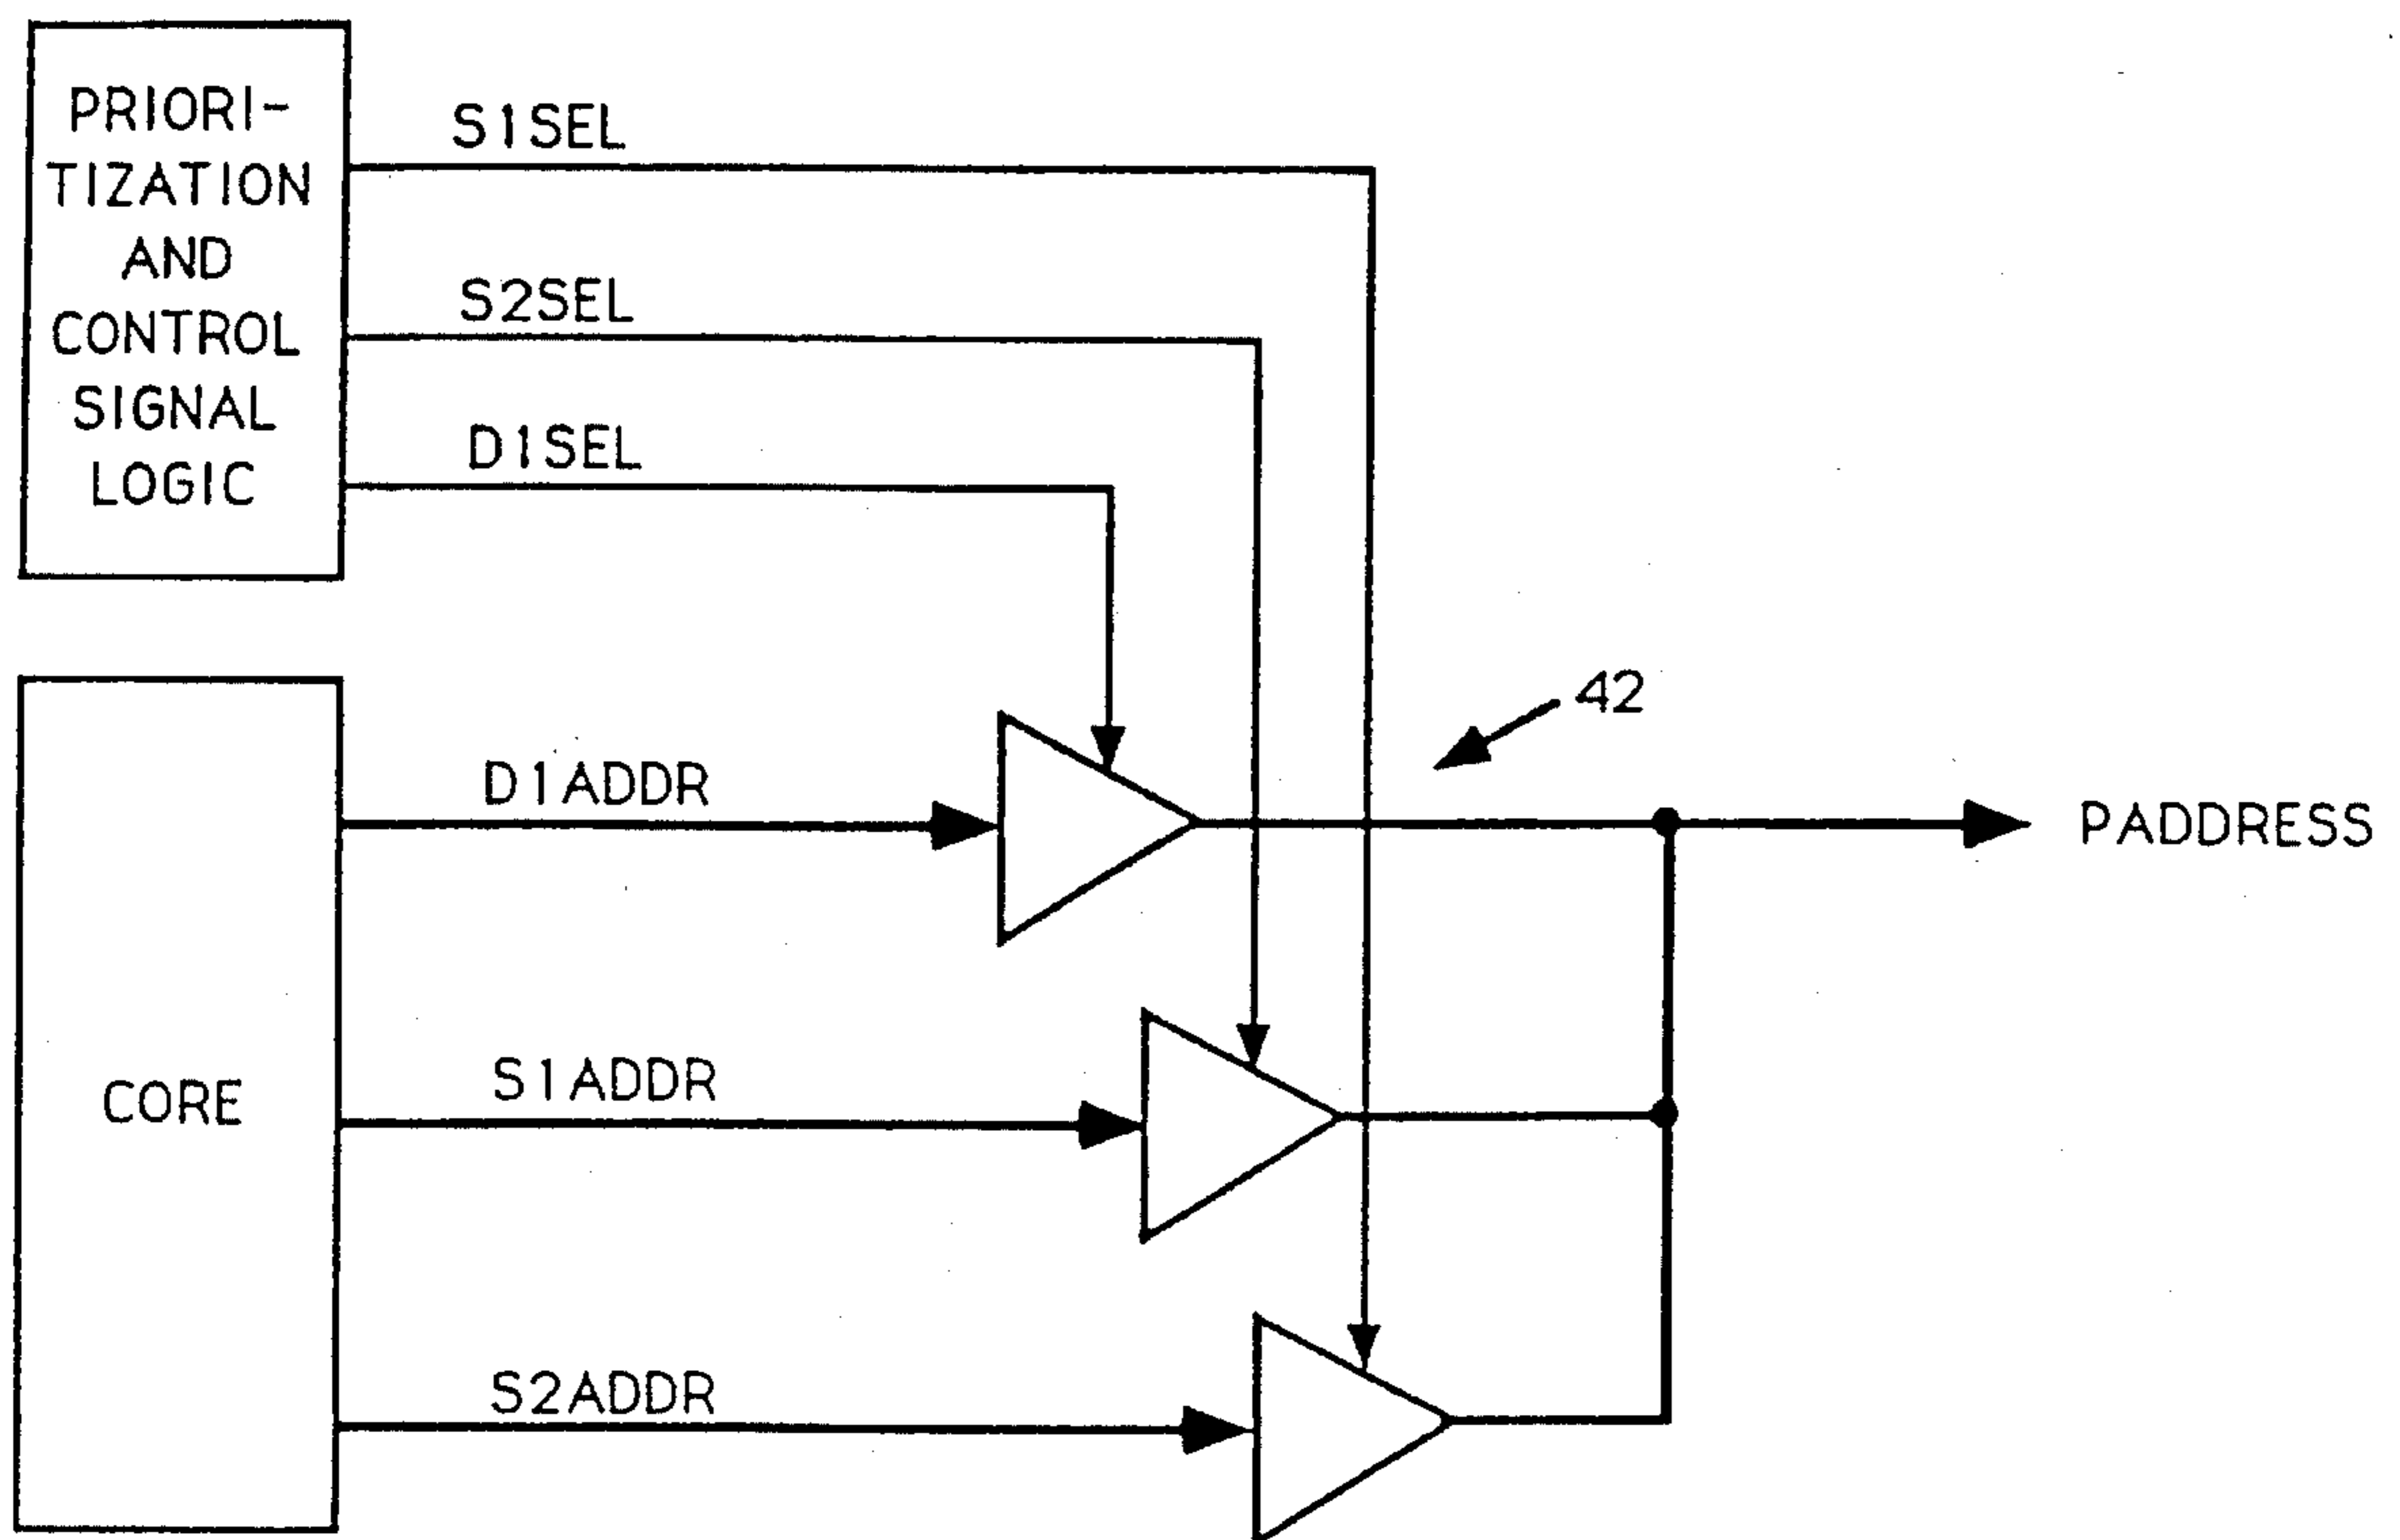 PRIORI-
TIZATION
AND
CONTROL
SIGNAL
LOGIC
S1SEL
S2SEL
D1SEL
42
D1ADDR
PADDRESS
CORE
S1ADDR
S2ADDR